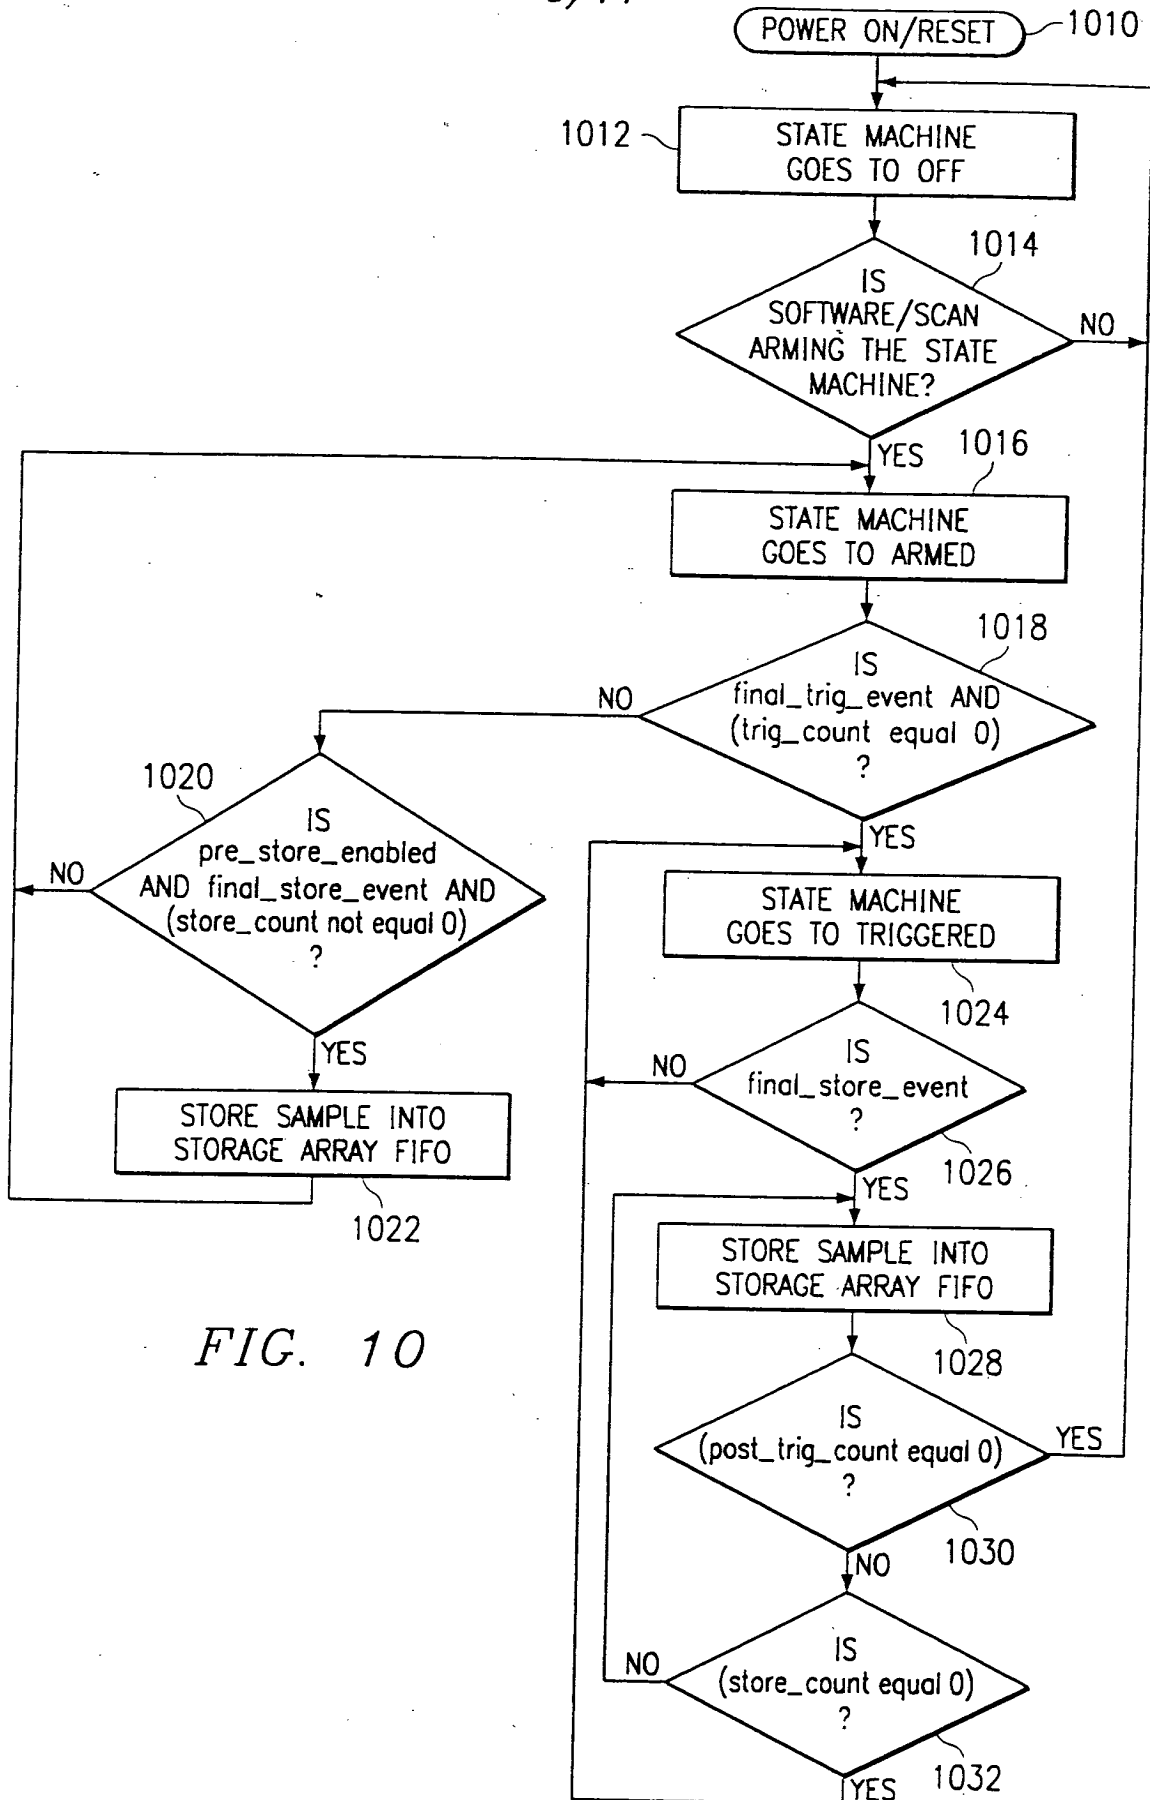 POWER ON/RESET
1010
1012
STATE MACHINE
GOES TO OFF
1014
IS
SOFTWARE/SCAN
ARMING THE STATE
MACHINE?
NO
YES
1016
STATE MACHINE
GOES TO ARMED
1018
IS
final_trig_event AND
(trig_count equal 0)
?
NO
YES
1020
IS
pre_store_enabled
AND final_store_event AND
(store_count not equal 0)
?
NO
YES
STORE SAMPLE INTO
STORAGE ARRAY FIFO
1022
STATE MACHINE
GOES TO TRIGGERED
1024
IS
final_store_event
?
NO
1026
YES
STORE SAMPLE INTO
STORAGE ARRAY FIFO
1028
IS
(post_trig_count equal 0)
?
YES
1030
NO
IS
(store_count equal 0)
?
NO
1032
YES
FIG. 10